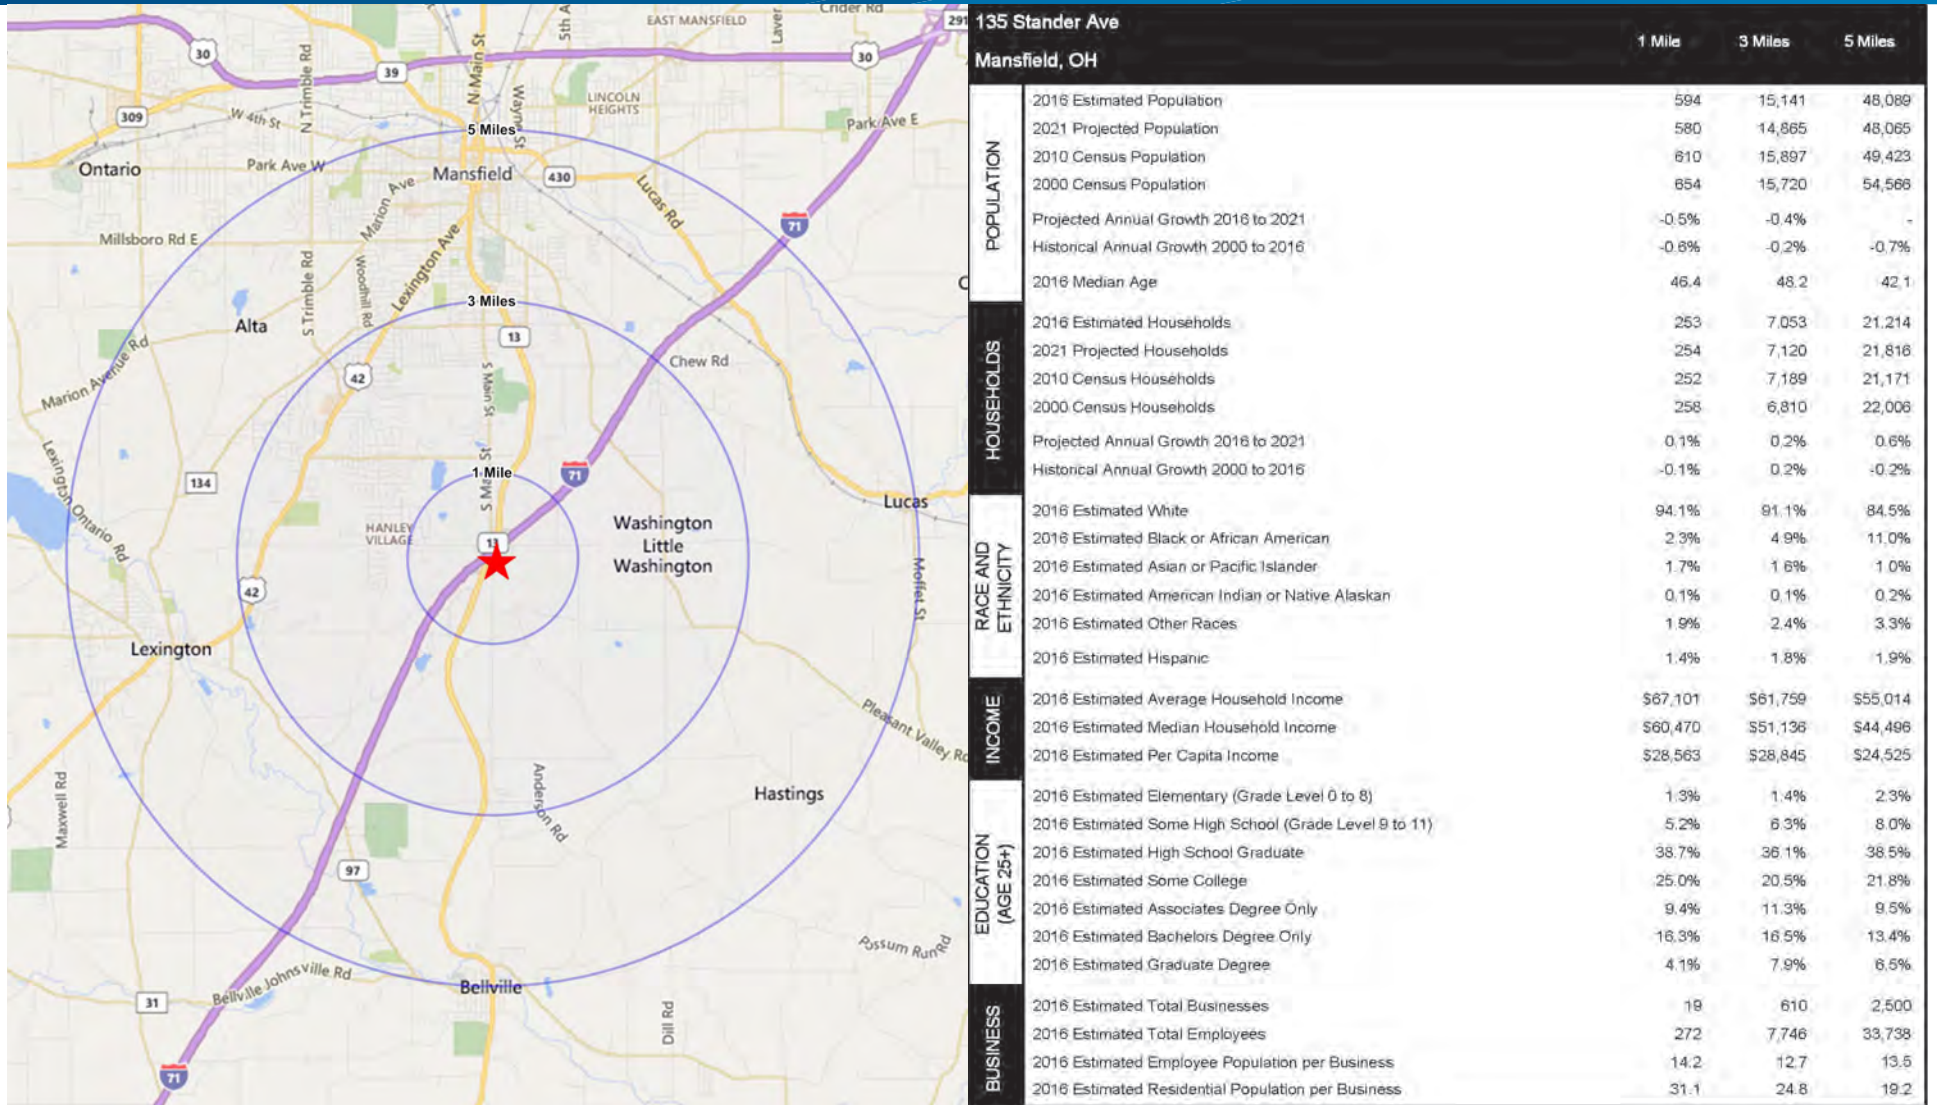 Crider Rd
EAST MANSFIELD
5th A
Laver
291
30
39
30
N Main St
N Trimble Rd
LINCOLN
HEIGHTS
Wayne St
309
W 4th St
Park Ave E
5 Miles
Ontario
Park Ave W
Mansfield
430
Marion Ave
Lucas Rd
71
Millsboro Rd E
Lexington Ave
Woodhill Rd
S Trimble Rd
3 Miles
Alta
13
Chew Rd
Marion Avenue Rd
42
S Main St
1 Mile
71
S Main St
134
Lexington Ontario Rd
Lucas
HANLEY
VILLAGE
Washington
Little
Washington
13
42
Moffet St
Lexington
Pleasant Valley Rd
Maxwell Rd
Anderson Rd
Hastings
97
Possum Run Rd
Bellville Johnsville Rd
Bellville
31
Dill Rd
71
135 Stander Ave
Mansfield, OH
1 Mile 3 Miles 5 Miles
POPULATION
2016 Estimated Population 594 15,141 48,089
2021 Projected Population 580 14,865 48,065
2010 Census Population 610 15,897 49,423
2000 Census Population 654 15,720 54,566
Projected Annual Growth 2016 to 2021 -0.5% -0.4% -
Historical Annual Growth 2000 to 2016 -0.6% -0.2% -0.7%
2016 Median Age 46.4 48.2 42.1
HOUSEHOLDS
2016 Estimated Households 253 7,053 21,214
2021 Projected Households 254 7,120 21,816
2010 Census Households 252 7,189 21,171
2000 Census Households 258 6,810 22,006
Projected Annual Growth 2016 to 2021 0.1% 0.2% 0.6%
Historical Annual Growth 2000 to 2016 -0.1% 0.2% -0.2%
RACE AND
ETHNICITY
2016 Estimated White 94.1% 91.1% 84.5%
2016 Estimated Black or African American 2.3% 4.9% 11.0%
2016 Estimated Asian or Pacific Islander 1.7% 1.6% 1.0%
2016 Estimated American Indian or Native Alaskan 0.1% 0.1% 0.2%
2016 Estimated Other Races 1.9% 2.4% 3.3%
2016 Estimated Hispanic 1.4% 1.8% 1.9%
INCOME
2016 Estimated Average Household Income $67,101 $61,759 $55,014
2016 Estimated Median Household Income $60,470 $51,136 $44,496
2016 Estimated Per Capita Income $28,563 $28,845 $24,525
EDUCATION
(AGE 25+)
2016 Estimated Elementary (Grade Level 0 to 8) 1.3% 1.4% 2.3%
2016 Estimated Some High School (Grade Level 9 to 11) 5.2% 6.3% 8.0%
2016 Estimated High School Graduate 38.7% 36.1% 38.5%
2016 Estimated Some College 25.0% 20.5% 21.8%
2016 Estimated Associates Degree Only 9.4% 11.3% 9.5%
2016 Estimated Bachelors Degree Only 16.3% 16.5% 13.4%
2016 Estimated Graduate Degree 4.1% 7.9% 6.5%
BUSINESS
2016 Estimated Total Businesses 19 610 2,500
2016 Estimated Total Employees 272 7,746 33,738
2016 Estimated Employee Population per Business 14.2 12.7 13.5
2016 Estimated Residential Population per Business 31.1 24.8 19.2